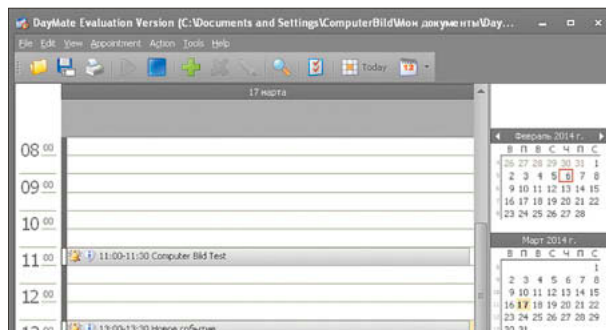 DayMate Evaluation Version (C:\Documents and Settings\ComputerBild\Мои документы\Day...
File Edit View Appointment Action Tools Help
Today
17 марта
08 00
09 00
10 00
11 00 11:00-11:30 Computer Bild Test
12 00
13:00-13:30 Новое событие
Февраль 2014 г.
В П В С Ч П С
26 27 28 29 30 31 1
2 3 4 5 6 7 8
9 10 11 12 13 14 15
16 17 18 19 20 21 22
23 24 25 26 27 28
Март 2014 г.
В П В С Ч П С
1
2 3 4 5 6 7 8
9 10 11 12 13 14 15
16 17 18 19 20 21 22
23 24 25 26 27 28 29
30 31